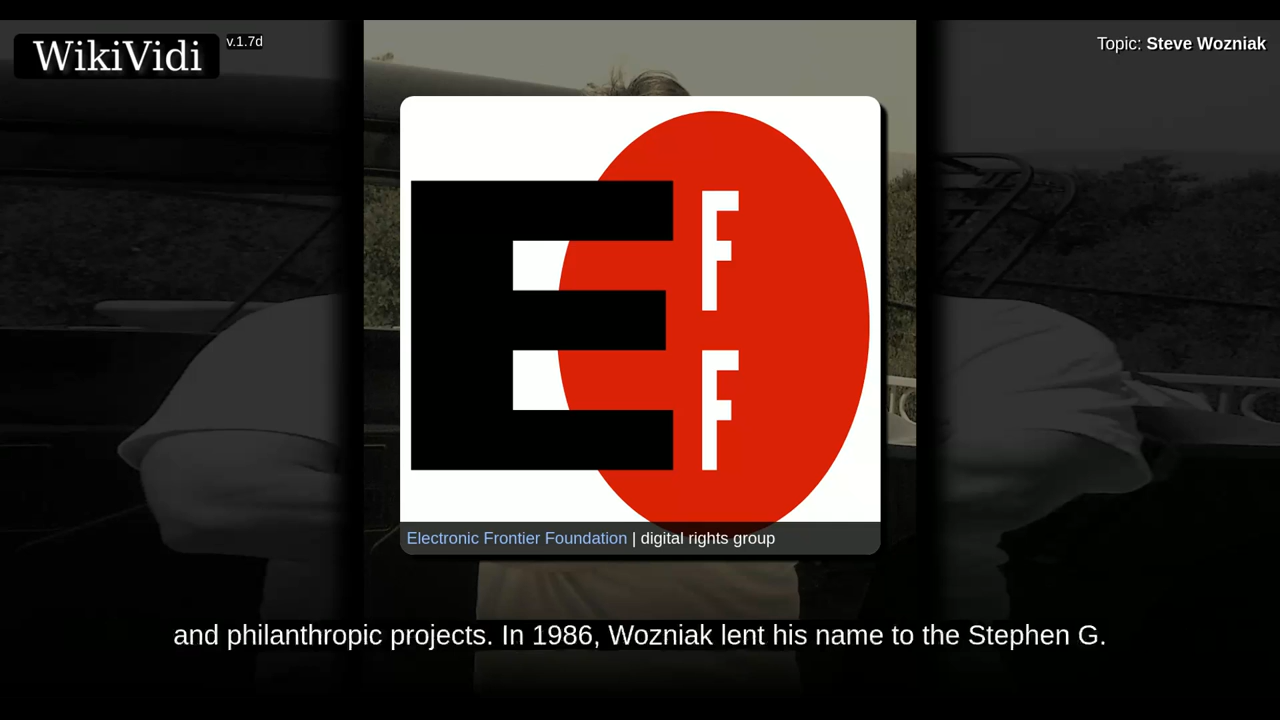 WikiVidi
v.1.7d
Topic: Steve Wozniak
E
F
F
Electronic Frontier Foundation | digital rights group
and philanthropic projects. In 1986, Wozniak lent his name to the Stephen G.